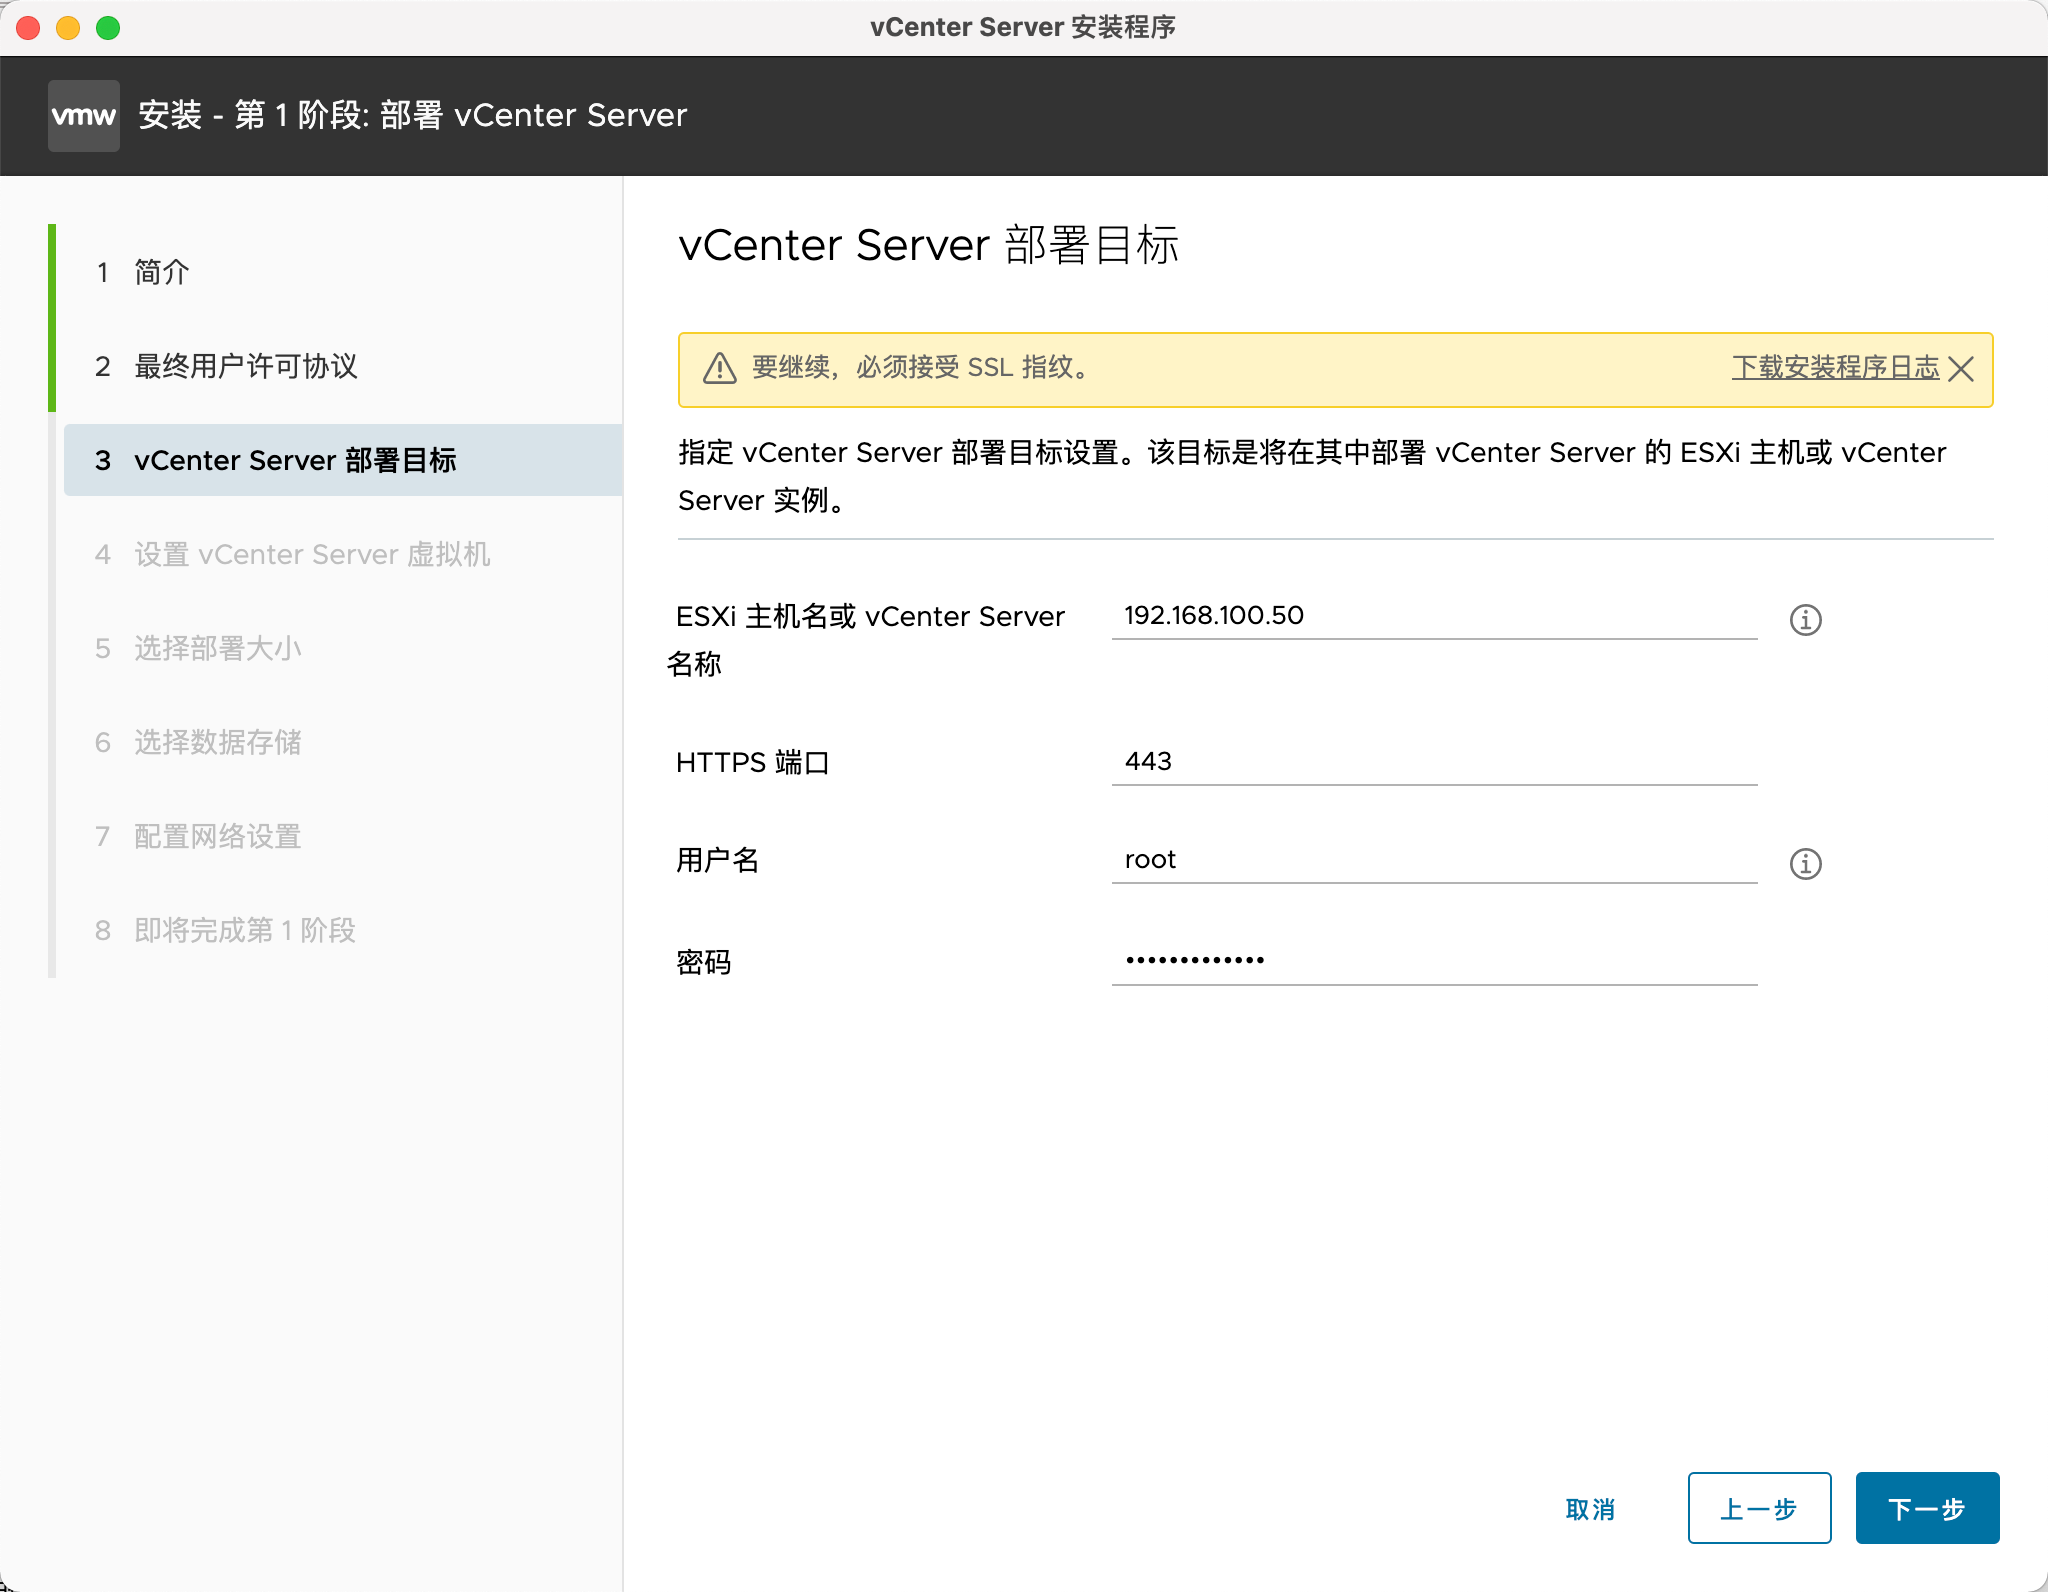 vCenter Server 安装程序
vmw 安装 - 第 1 阶段: 部署 vCenter Server
1 简介
2 最终用户许可协议
3 vCenter Server 部署目标
4 设置 vCenter Server 虚拟机
5 选择部署大小
6 选择数据存储
7 配置网络设置
8 即将完成第 1 阶段
vCenter Server 部署目标
要继续，必须接受 SSL 指纹。 下载安装程序日志
指定 vCenter Server 部署目标设置。该目标是将在其中部署 vCenter Server 的 ESXi 主机或 vCenter
Server 实例。
ESXi 主机名或 vCenter Server 192.168.100.50
名称
HTTPS 端口 443
用户名 root
密码 •••••••••••••
取消 上一步 下一步